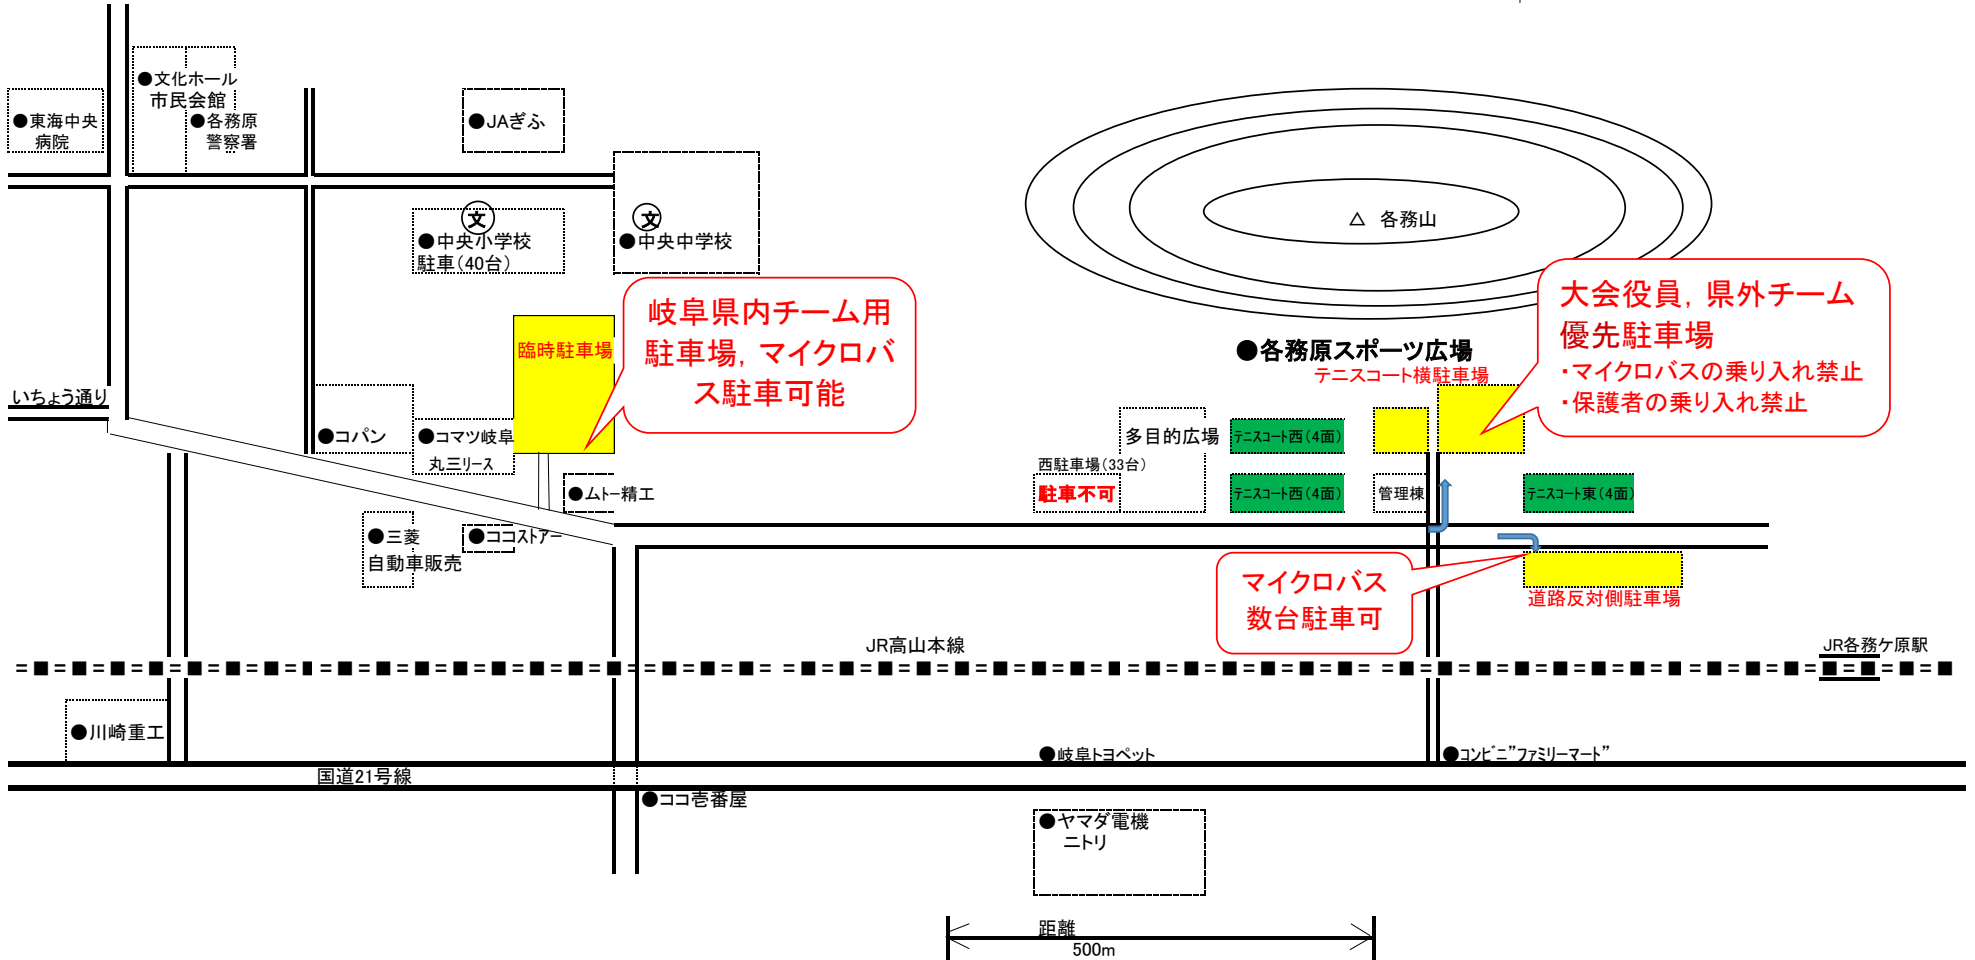 ●文化ホール
市民会館
●東海中央
病院
●各務原
警察署
●JAぎふ
文
●中央小学校
駐車(40台)
文
●中央中学校
△ 各務山
岐阜県内チーム用
駐車場，マイクロバ
ス駐車可能
大会役員，県外チーム
優先駐車場
・マイクロバスの乗り入れ禁止
・保護者の乗り入れ禁止
臨時駐車場
●各務原スポーツ広場
テニスコート横駐車場
いちょう通り
●コパン
●コマツ岐阜
丸三リース
多目的広場
テニスコート西(4面)
西駐車場(33台)
駐車不可
テニスコート西(4面)
管理棟
テニスコート東(4面)
●ムトー精工
●三菱
自動車販売
●ココストアー
マイクロバス
数台駐車可
道路反対側駐車場
JR高山本線
JR各務ケ原駅
●川崎重工
●岐阜トヨペット
●コンビニ”ファミリーマート”
国道21号線
●ココ壱番屋
●ヤマダ電機
ニトリ
距離
500m